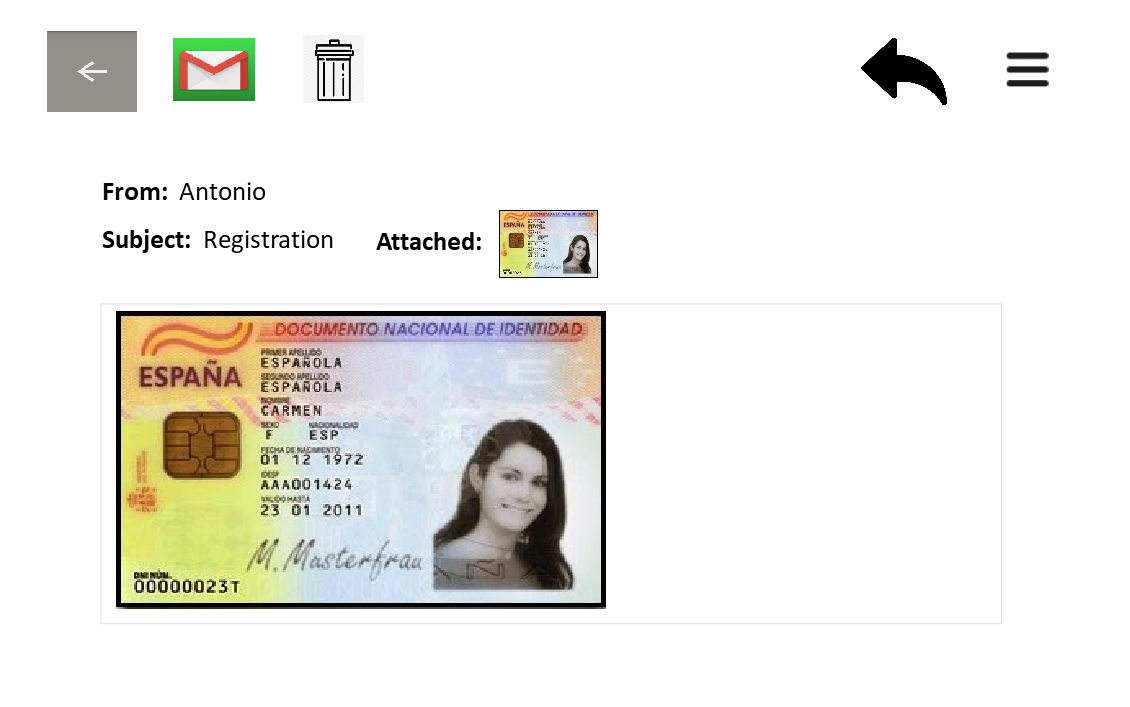 From: Antonio
Subject: Registration
Attached:
DOCUMENTO NACIONAL DE IDENTIDAD
ESPAÑA
PRIMER APELLIDO
ESPAÑOLA
SEGUNDO APELLIDO
ESPAÑOLA
NOMBRE
CARMEN
SEXO NACIONALIDAD
F ESP
FECHA DE NACIMIENTO
01 12 1972
IDESP
AAA001424
VALIDO HASTA
23 01 2011
M. Musterfrau
DNI NÚM.
00000023T